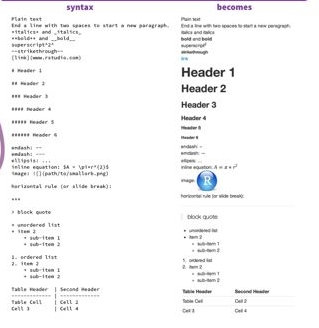 syntax
Plain text
End a line with two spaces to start a new paragraph.
*italics* and _italics_
**bold** and __bold__
superscript^2^
~~strikethrough~~
[link](www.rstudio.com)
# Header 1
## Header 2
### Header 3
#### Header 4
##### Header 5
###### Header 6
endash: --
emdash: ---
ellipsis: ...
inline equation: $A = \pi*r^{2}$
image: ![](path/to/smallorb.png)
horizontal rule (or slide break):
***
> block quote
* unordered list
* item 2
+ sub-item 1
+ sub-item 2
1. ordered list
2. item 2
+ sub-item 1
+ sub-item 2
Table Header | Second Header
------------- | -------------
Table Cell | Cell 2
Cell 3 | Cell 4
becomes
Plain text
End a line with two spaces to start a new paragraph.
italics and italics
bold and bold
superscript²
strikethrough
link
Header 1
Header 2
Header 3
Header 4
Header 5
Header 6
endash: –
emdash: —
ellipsis: …
inline equation: A = π * r²
image: R
horizontal rule (or slide break):
block quote
• unordered list
• item 2
sub-item 1
sub-item 2
1. ordered list
2. item 2
sub-item 1
sub-item 2
Table Header Second Header
Table Cell Cell 2
Cell 3 Cell 4